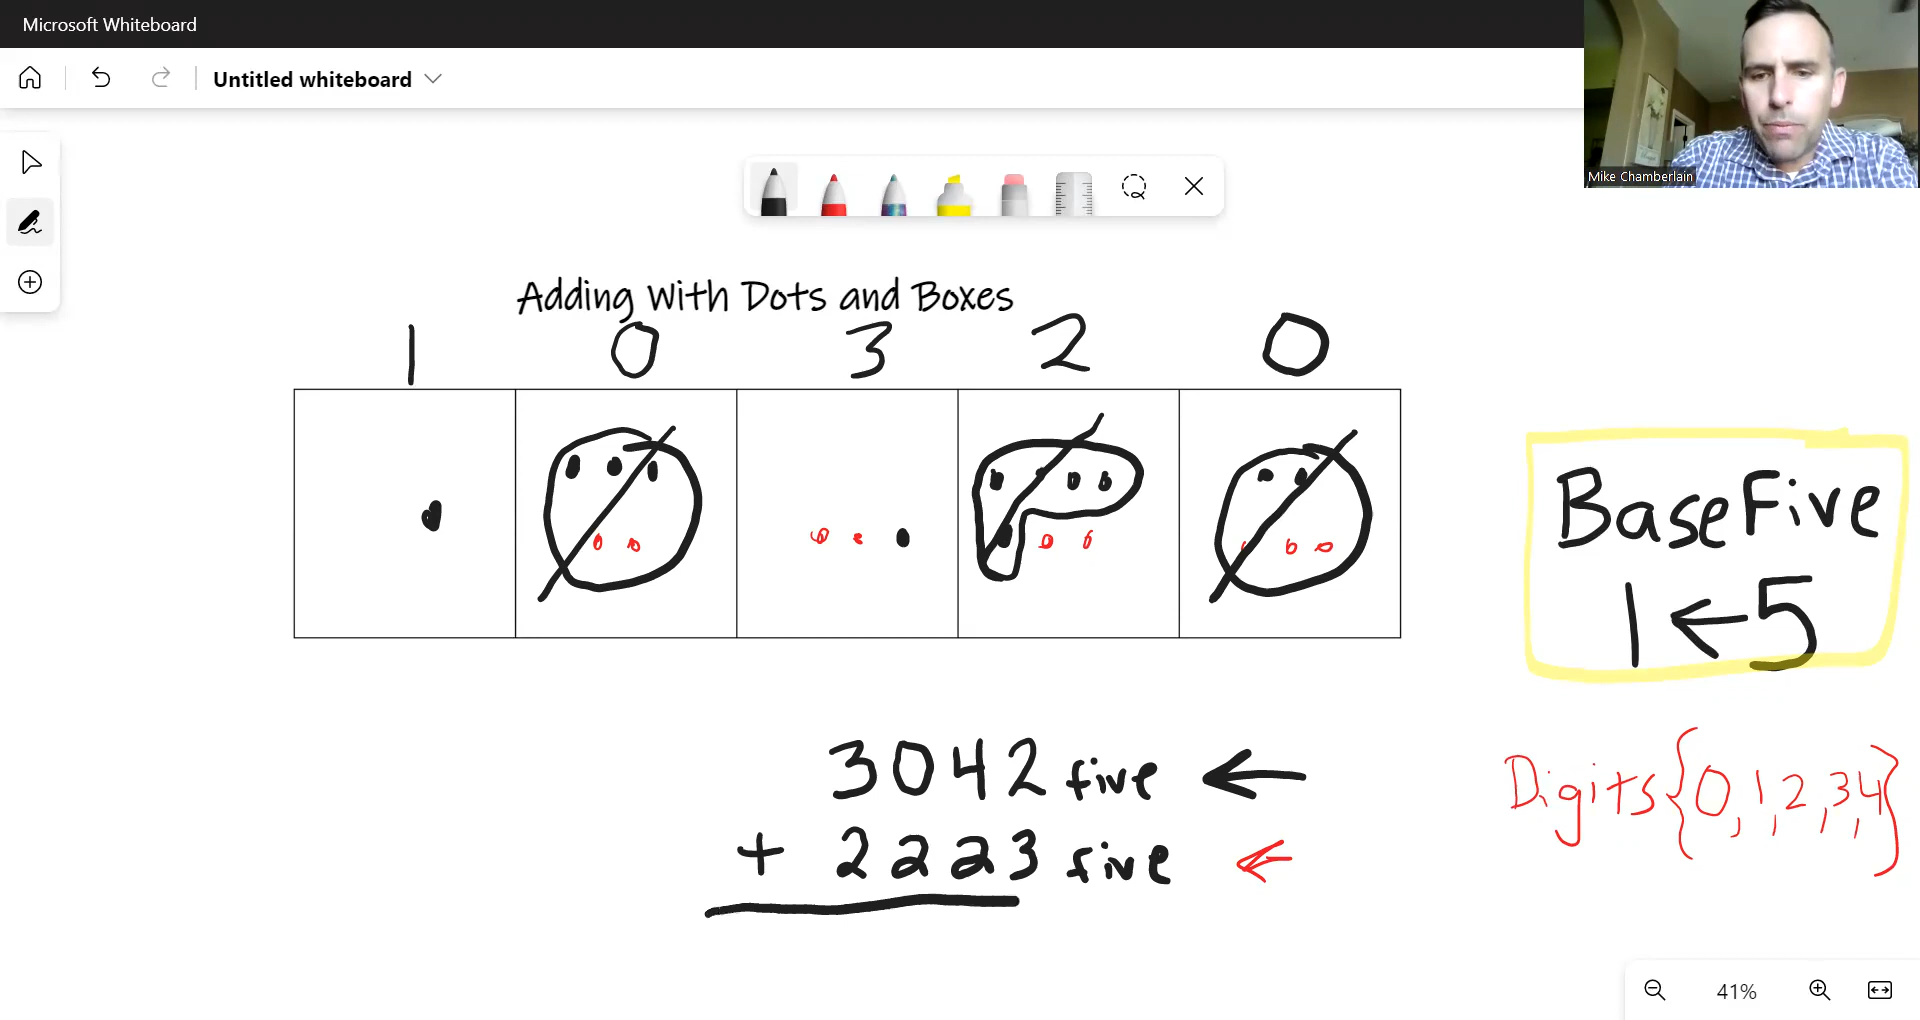 Microsoft Whiteboard
Untitled whiteboard
Mike Chamberlain
Adding With Dots and Boxes
1 0 3 2 0
Base Five
1 ← 5
3042 five ←
+ 2223 five ←
Digits {0, 1, 2, 3, 4}
41%